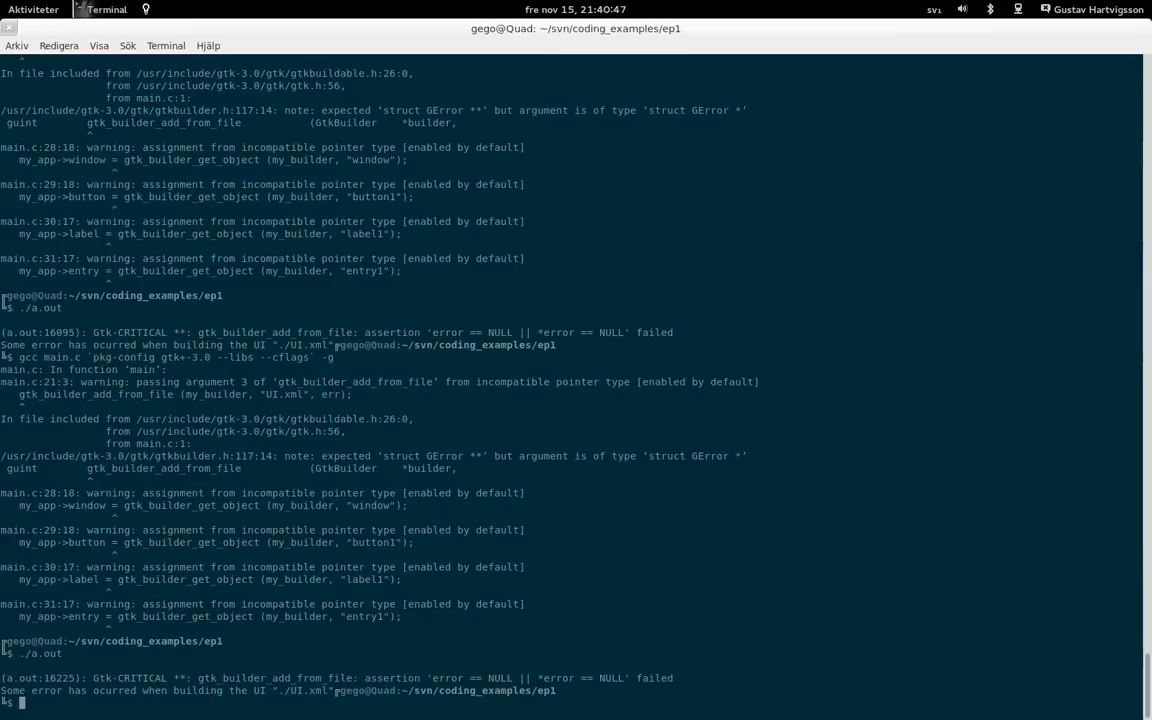 Aktiviteter Terminal fre nov 15, 21:40:47 sv₁ Gustav Hartvigsson
gego@Quad: ~/svn/coding_examples/ep1
Arkiv Redigera Visa Sök Terminal Hjälp
^
In file included from /usr/include/gtk-3.0/gtk/gtkbuildable.h:26:0,
from /usr/include/gtk-3.0/gtk/gtk.h:56,
from main.c:1:
/usr/include/gtk-3.0/gtk/gtkbuilder.h:117:14: note: expected ‘struct GError **’ but argument is of type ‘struct GError *’
guint gtk_builder_add_from_file (GtkBuilder *builder,
^
main.c:28:18: warning: assignment from incompatible pointer type [enabled by default]
my_app->window = gtk_builder_get_object (my_builder, "window");
^
main.c:29:18: warning: assignment from incompatible pointer type [enabled by default]
my_app->button = gtk_builder_get_object (my_builder, "button1");
^
main.c:30:17: warning: assignment from incompatible pointer type [enabled by default]
my_app->label = gtk_builder_get_object (my_builder, "label1");
^
main.c:31:17: warning: assignment from incompatible pointer type [enabled by default]
my_app->entry = gtk_builder_get_object (my_builder, "entry1");
^
╔gego@Quad:~/svn/coding_examples/ep1
╚$ ./a.out
(a.out:16095): Gtk-CRITICAL **: gtk_builder_add_from_file: assertion 'error == NULL || *error == NULL' failed
Some error has ocurred when building the UI "./UI.xml"╔gego@Quad:~/svn/coding_examples/ep1
╚$ gcc main.c `pkg-config gtk+-3.0 --libs --cflags` -g
main.c: In function ‘main’:
main.c:21:3: warning: passing argument 3 of ‘gtk_builder_add_from_file’ from incompatible pointer type [enabled by default]
gtk_builder_add_from_file (my_builder, "UI.xml", err);
^
In file included from /usr/include/gtk-3.0/gtk/gtkbuildable.h:26:0,
from /usr/include/gtk-3.0/gtk/gtk.h:56,
from main.c:1:
/usr/include/gtk-3.0/gtk/gtkbuilder.h:117:14: note: expected ‘struct GError **’ but argument is of type ‘struct GError *’
guint gtk_builder_add_from_file (GtkBuilder *builder,
^
main.c:28:18: warning: assignment from incompatible pointer type [enabled by default]
my_app->window = gtk_builder_get_object (my_builder, "window");
^
main.c:29:18: warning: assignment from incompatible pointer type [enabled by default]
my_app->button = gtk_builder_get_object (my_builder, "button1");
^
main.c:30:17: warning: assignment from incompatible pointer type [enabled by default]
my_app->label = gtk_builder_get_object (my_builder, "label1");
^
main.c:31:17: warning: assignment from incompatible pointer type [enabled by default]
my_app->entry = gtk_builder_get_object (my_builder, "entry1");
^
╔gego@Quad:~/svn/coding_examples/ep1
╚$ ./a.out
(a.out:16225): Gtk-CRITICAL **: gtk_builder_add_from_file: assertion 'error == NULL || *error == NULL' failed
Some error has ocurred when building the UI "./UI.xml"╔gego@Quad:~/svn/coding_examples/ep1
╚$